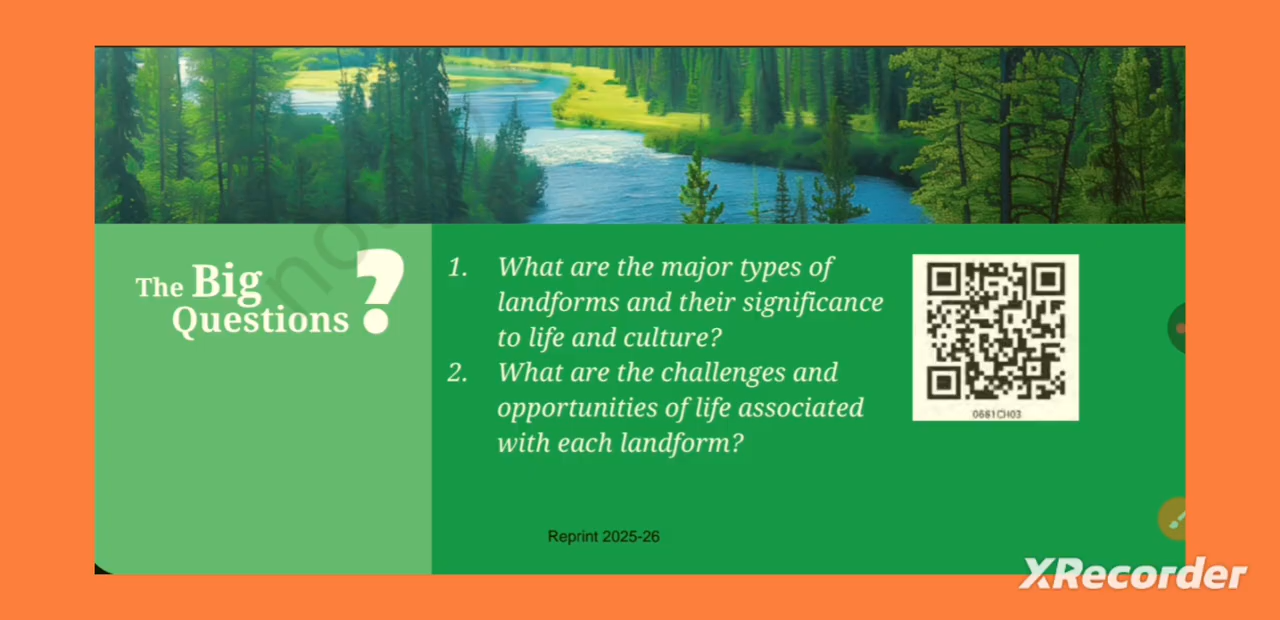 The Big
Questions ?
1. What are the major types of
landforms and their significance
to life and culture?
2. What are the challenges and
opportunities of life associated
with each landform?
0661CH03
Reprint 2025-26
XRecorder